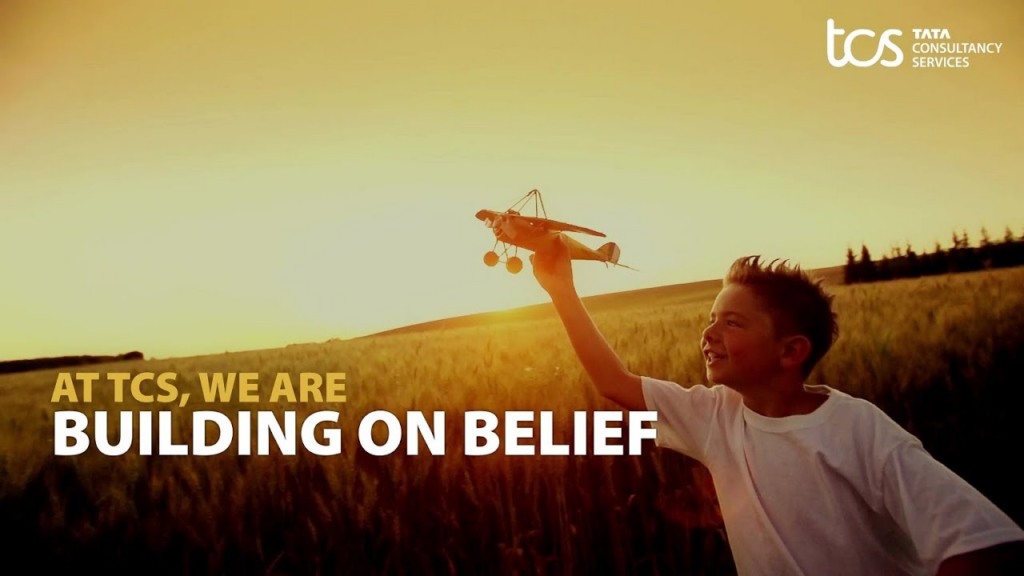 tcs TATA
CONSULTANCY
SERVICES
AT TCS, WE ARE
BUILDING ON BELIEF